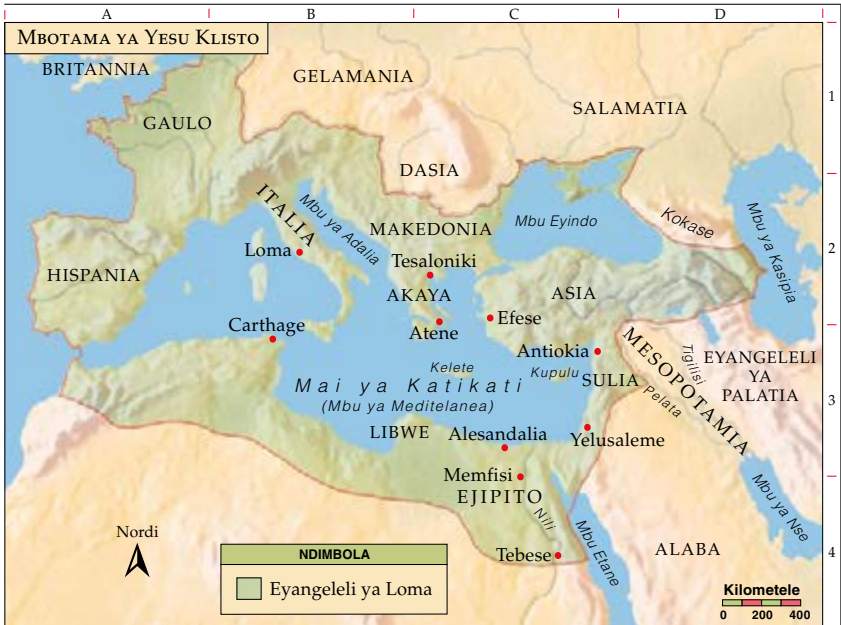 A B C D
MBOTAMA YA YESU KLISTO
BRITANNIA
GELAMANIA
1
SALAMATIA
GAULO
DASIA
ITALIA
Mbu ya Adalia
MAKEDONIA
Mbu Eyindo
Kokase
Mbu ya Kasipia
2
Loma
Tesaloniki
HISPANIA
AKAYA
ASIA
Efese
Carthage
Atene
Antiokia
MESOPOTAMIA
Tigilisi
EYANGELELI
YA
PALATIA
Kelete
Kupulu
SULIA
Pelata
3
Mai ya Katikati
(Mbu ya Meditelanea)
LIBWE
Alesandalia
Yelusaleme
Memfisi
EJIPITO
Nili
Mbu Etane
Mbu ya Nse
Nordi
NDIMBOLA
Eyangeleli ya Loma
Tebese
ALABA
4
Kilometele
0 200 400